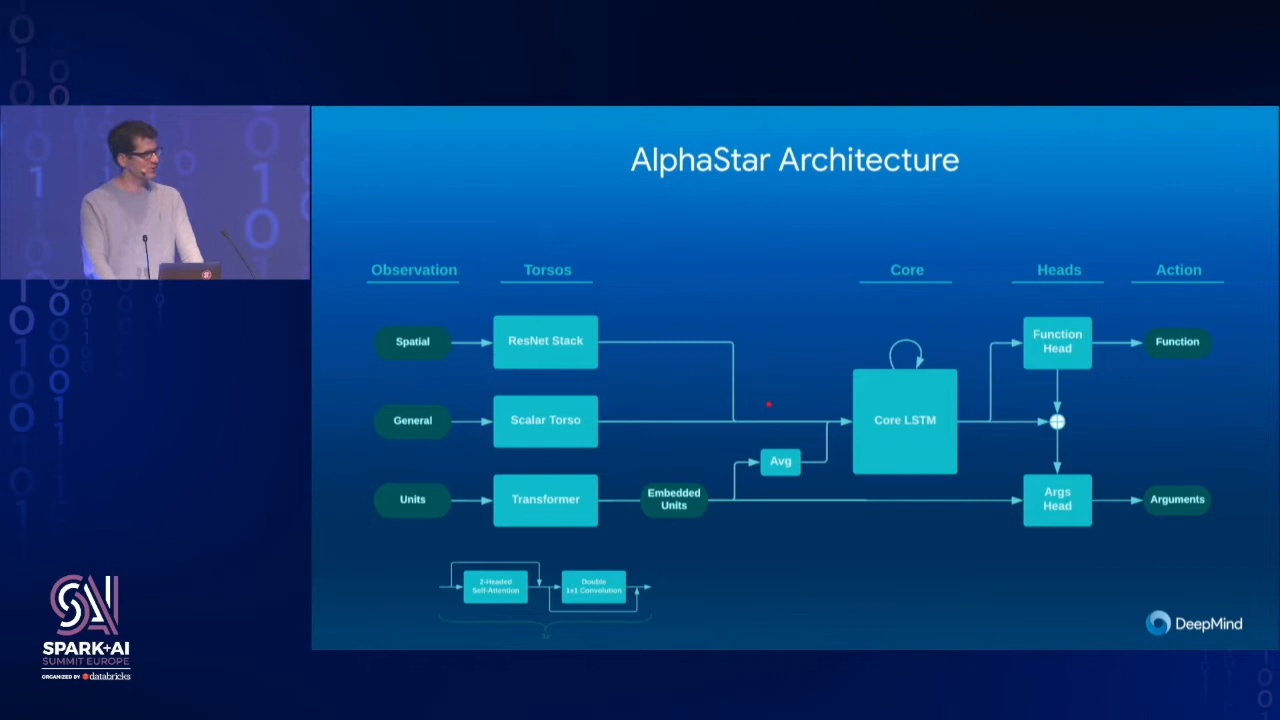 AlphaStar Architecture
Observation
Torsos
Core
Heads
Action
Spatial
ResNet Stack
Function
Head
Function
General
Scalar Torso
Core LSTM
Avg
Units
Transformer
Embedded
Units
Args
Head
Arguments
2-Headed
Self-Attention
Double
1x1 Convolution
DeepMind
SPARK+AI
SUMMIT EUROPE
ORGANIZED BY databricks